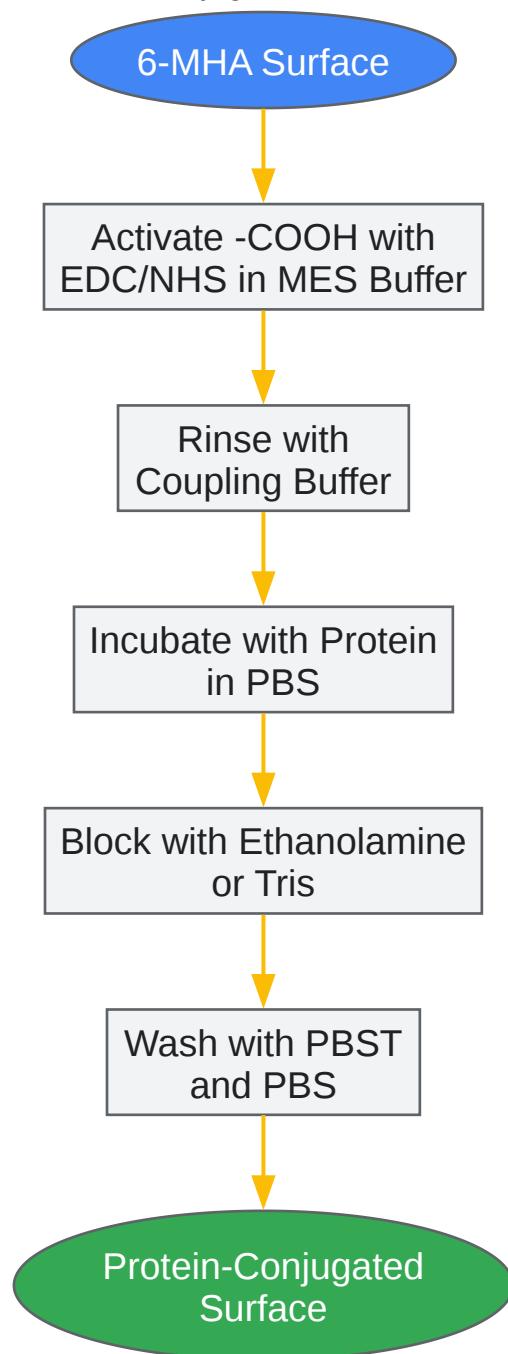 6-MHA Surface
Activate -COOH with
EDC/NHS in MES Buffer
Rinse with
Coupling Buffer
Incubate with Protein
in PBS
Block with Ethanolamine
or Tris
Wash with PBST
and PBS
Protein-Conjugated
Surface